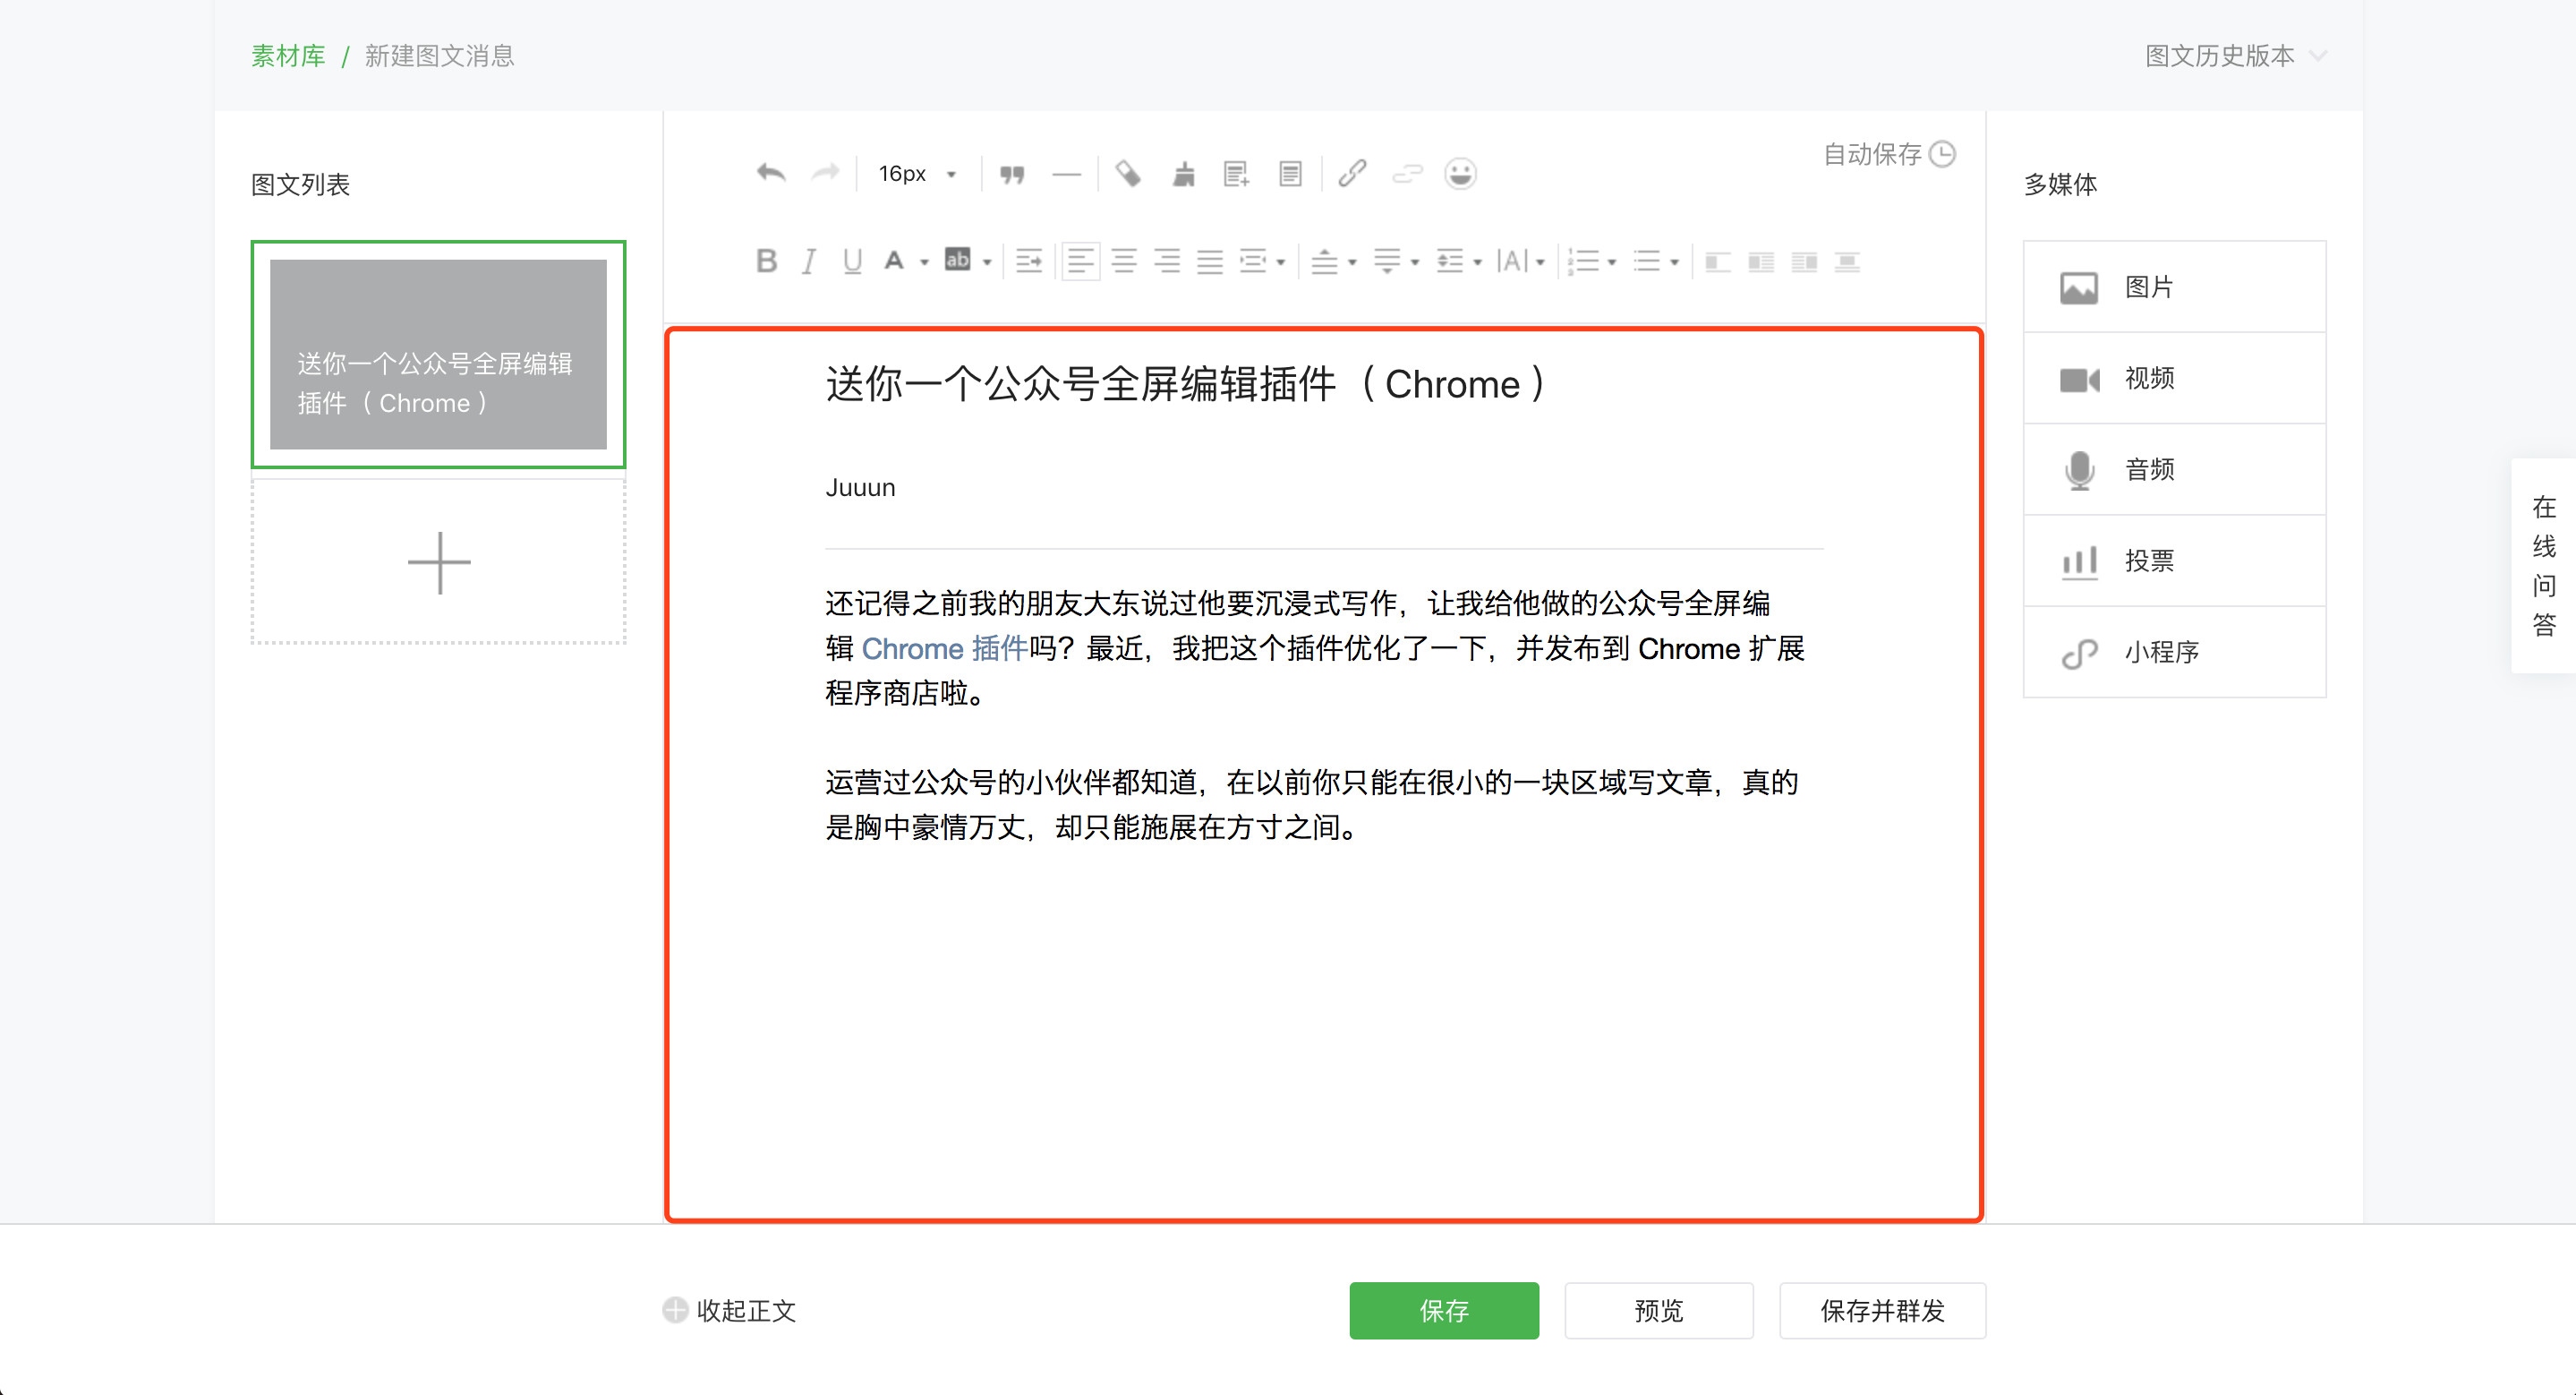 素材库 / 新建图文消息
图文历史版本
图文列表
送你一个公众号全屏编辑
插件（Chrome）
16px
自动保存
B I U A ab |A|
送你一个公众号全屏编辑插件（Chrome）
Juuun
还记得之前我的朋友大东说过他要沉浸式写作，让我给他做的公众号全屏编
辑 Chrome 插件吗？最近，我把这个插件优化了一下，并发布到 Chrome 扩展
程序商店啦。
运营过公众号的小伙伴都知道，在以前你只能在很小的一块区域写文章，真的
是胸中豪情万丈，却只能施展在方寸之间。
多媒体
图片
视频
音频
投票
小程序
在
线
问
答
收起正文
保存
预览
保存并群发